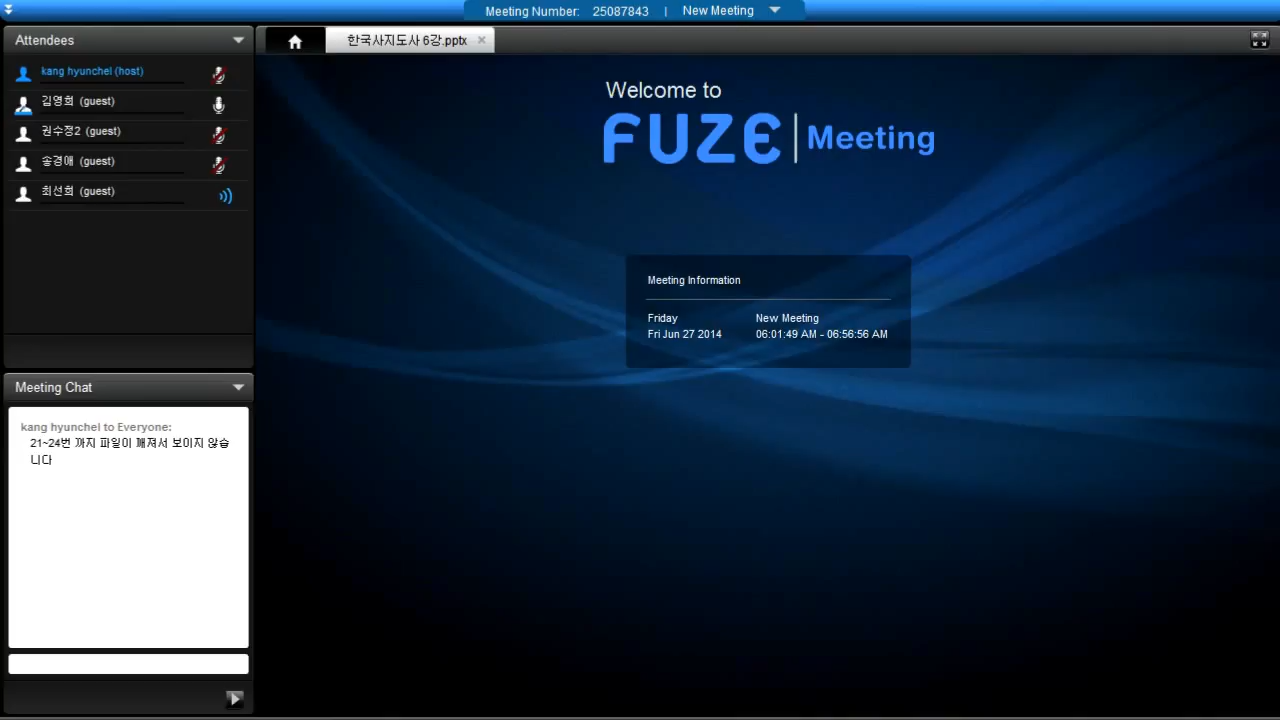 Meeting Number: 25087843 | New Meeting
Attendees
한국사지도사 6강.pptx
kang hyunchel (host)
김영희 (guest)
권수정2 (guest)
송경애 (guest)
최선희 (guest)
Welcome to
FUZE | Meeting
Meeting Information
Friday New Meeting
Fri Jun 27 2014 06:01:49 AM - 06:56:56 AM
Meeting Chat
kang hyunchel to Everyone:
21~24번 까지 파일이 깨져서 보이지 않습
니다